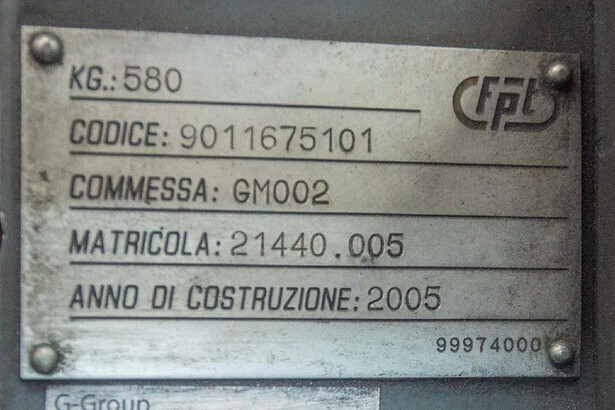 KG.: 580
Fpt
CODICE: 9011675101
COMMESSA: GM002
MATRICOLA: 21440.005
ANNO DI COSTRUZIONE: 2005
99974000
G-Group